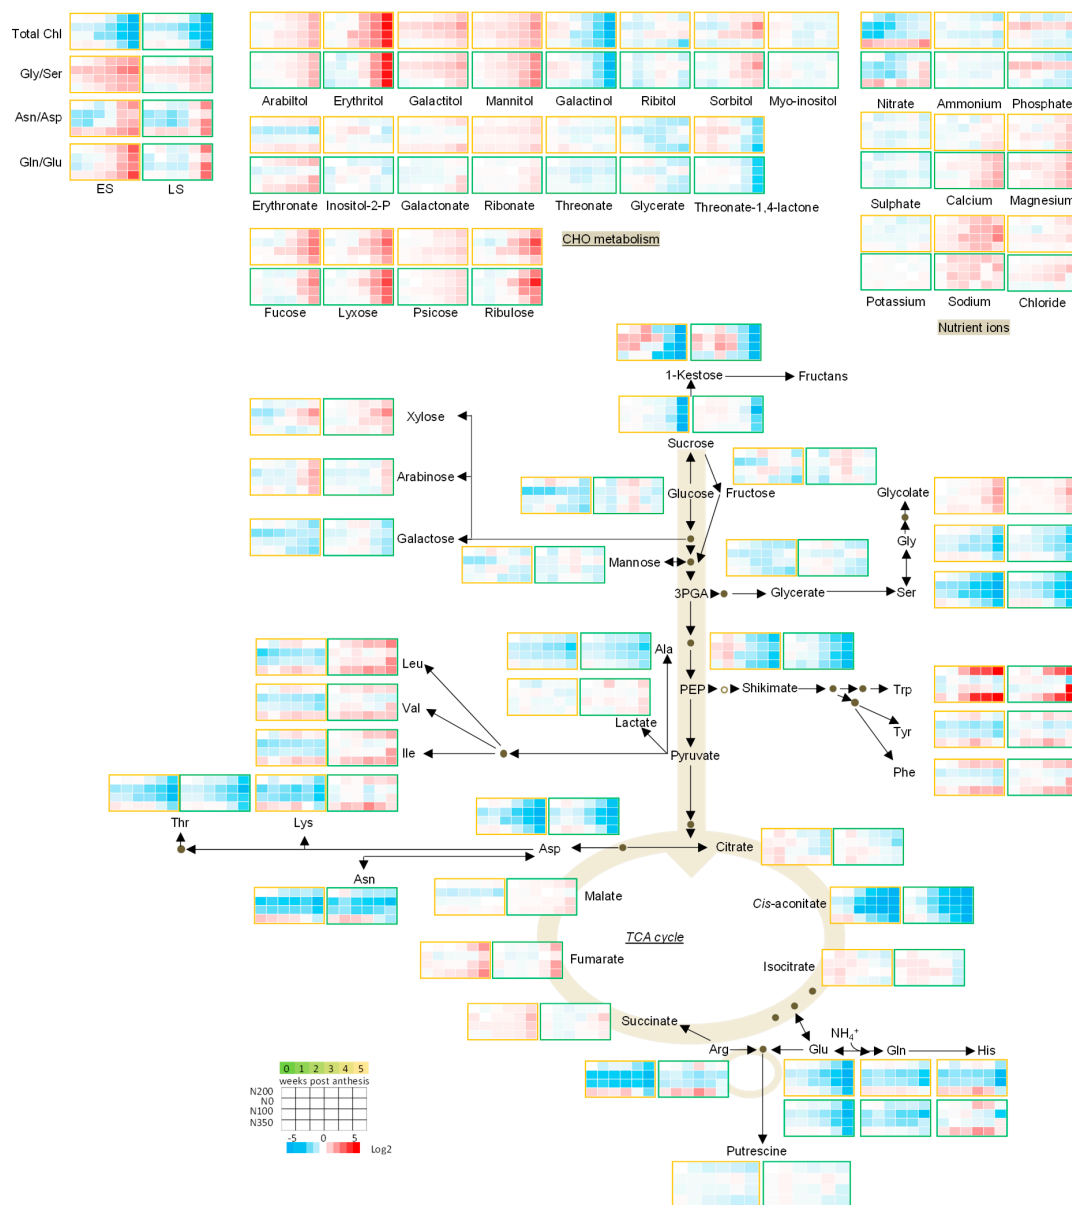 Total Chl
Gly/Ser
Asn/Asp
Gln/Glu
ES LS
Arabiltol Erythritol Galactitol Mannitol Galactinol Ribitol Sorbitol Myo-inositol
Erythronate Inositol-2-P Galactonate Ribonate Threonate Glycerate Threonate-1,4-lactone
CHO metabolism
Fucose Lyxose Psicose Ribulose
Nitrate Ammonium Phosphate
Sulphate Calcium Magnesium
Potassium Sodium Chloride
Nutrient ions
1-Kestose Fructans
Sucrose
Xylose
Arabinose
Galactose
Glucose Fructose
Mannose
Glycolate
Gly
Ser
3PGA Glycerate
Ala
Leu
Val
Ile
Lactate
PEP Shikimate Trp
Tyr
Phe
Pyruvate
Thr Lys
Asp Citrate
Asn
Malate
Cis-aconitate
TCA cycle
Fumarate
Isocitrate
Succinate
NH4+
Arg Glu Gln His
Putrescine
0 1 2 3 4 5
weeks post anthesis
N200
N0
N100
N350
-5 0 5
Log2